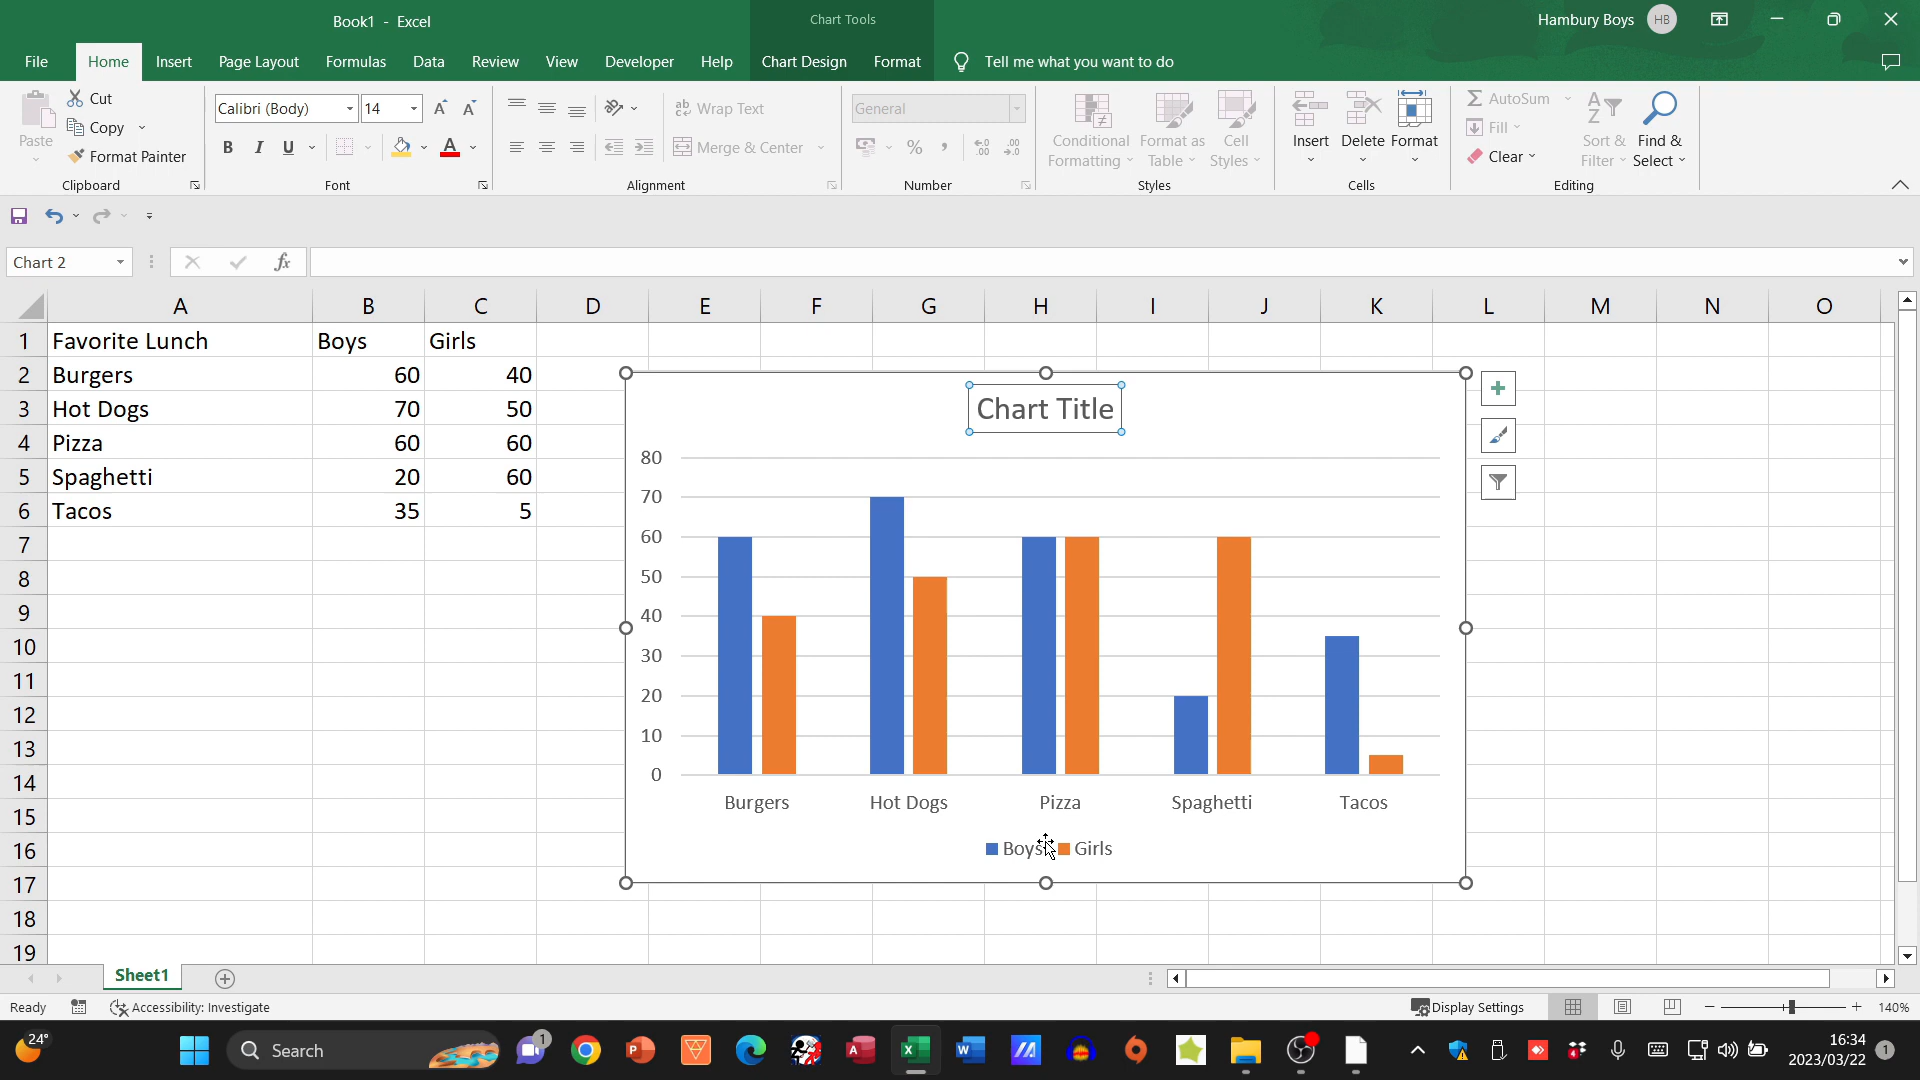 Book1 - Excel
Chart Tools
Hambury Boys HB
File Home Insert Page Layout Formulas Data Review View Developer Help Chart Design Format Tell me what you want to do
Paste
Cut
Copy
Format Painter
Clipboard
Calibri (Body) 14
B I U A
Font
Wrap Text
Merge & Center
Alignment
General
% ,
Number
Conditional Formatting
Format as Table
Cell Styles
Styles
Insert Delete Format
Cells
AutoSum
Fill
Clear
Sort & Filter
Find & Select
Editing
Chart 2 fx
A B C D E F G H I J K L M N O
1 Favorite Lunch Boys Girls
2 Burgers 60 40
3 Hot Dogs 70 50
4 Pizza 60 60
5 Spaghetti 20 60
6 Tacos 35 5
7
8
9
10
11
12
13
14
15
16
17
18
19
Chart Title
80
70
60
50
40
30
20
10
0
Burgers Hot Dogs Pizza Spaghetti Tacos
Boys Girls
Sheet1
Ready Accessibility: Investigate Display Settings 140%
24° Search 1 16:34
2023/03/22 1